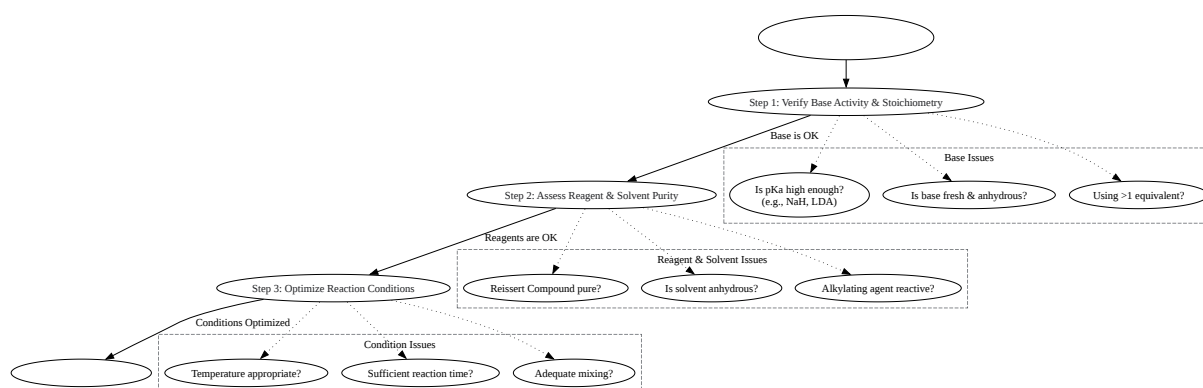 Step 1: Verify Base Activity & Stoichiometry
Base is OK
Base Issues
Is pKa high enough?
(e.g., NaH, LDA)
Is base fresh & anhydrous?
Using >1 equivalent?
Step 2: Assess Reagent & Solvent Purity
Reagents are OK
Reagent & Solvent Issues
Reissert Compound pure?
Is solvent anhydrous?
Alkylating agent reactive?
Step 3: Optimize Reaction Conditions
Conditions Optimized
Condition Issues
Temperature appropriate?
Sufficient reaction time?
Adequate mixing?